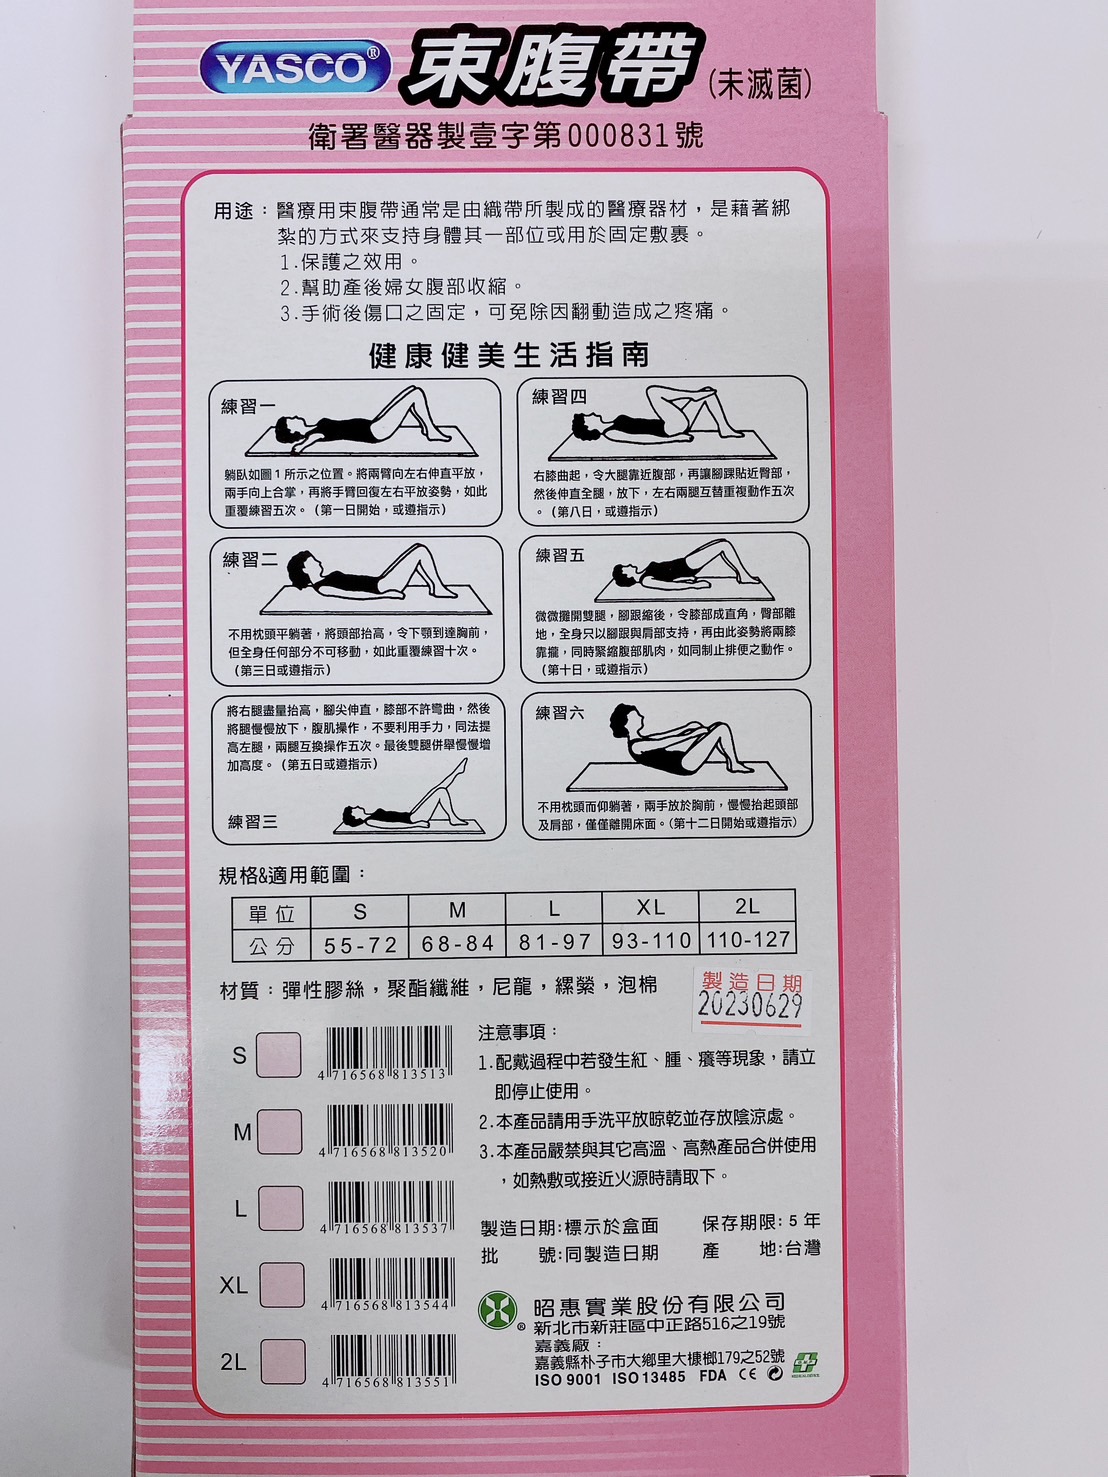 YASCO® 束腹帶(未滅菌)
衛署醫器製壹字第000831號
用途：醫療用束腹帶通常是由織帶所製成的醫療器材，是藉著綁
紮的方式來支持身體其一部位或用於固定敷裹。
1.保護之效用。
2.幫助產後婦女腹部收縮。
3.手術後傷口之固定，可免除因翻動造成之疼痛。
健康健美生活指南
練習一
躺臥如圖1所示之位置。將兩臂向左右伸直平放，
兩手向上合掌，再將手臂回復左右平放姿勢，如此
重覆練習五次。(第一日開始，或遵指示)
練習二
不用枕頭平躺著，將頭部抬高，令下顎到達胸前，
但全身任何部分不可移動，如此重覆練習十次。
(第三日或遵指示)
將右腿盡量抬高，腳尖伸直，膝部不許彎曲，然後
將腿慢慢放下，腹肌操作，不要利用手力，同法提
高左腿，兩腿互換操作五次。最後雙腿併舉慢慢增
加高度。(第五日或遵指示)
練習三
練習四
右膝曲起，令大腿靠近腹部，再讓腳踝貼近臀部，
然後伸直全腿，放下，左右兩腿互替重複動作五次
。(第八日，或遵指示)
練習五
微微攤開雙腿，腳跟縮後，令膝部成直角，臀部離
地，全身只以腳跟與肩部支持，再由此姿勢將兩膝
靠攏，同時緊縮腹部肌肉，如同制止排便之動作。
(第十日，或遵指示)
練習六
不用枕頭而仰躺著，兩手放於胸前，慢慢抬起頭部
及肩部，僅僅離開床面。(第十二日開始或遵指示)
規格&適用範圍：
單位 S M L XL 2L
公分 55-72 68-84 81-97 93-110 110-127
材質：彈性膠絲，聚酯纖維，尼龍，縲縈，泡棉
製造日期
20230629
S
4 716568 813513
M
4 716568 813520
L
4 716568 813537
XL
4 716568 813544
2L
4 716568 813551
注意事項：
1.配戴過程中若發生紅、腫、癢等現象，請立
即停止使用。
2.本產品請用手洗平放晾乾並存放陰涼處。
3.本產品嚴禁與其它高溫、高熱產品合併使用
，如熱敷或接近火源時請取下。
製造日期:標示於盒面 保存期限: 5 年
批 號:同製造日期 產 地:台灣
® 昭惠實業股份有限公司
新北市新莊區中正路516之19號
嘉義廠：
嘉義縣朴子市大鄉里大槺榔179之52號
ISO 9001 ISO 13485 FDA CE